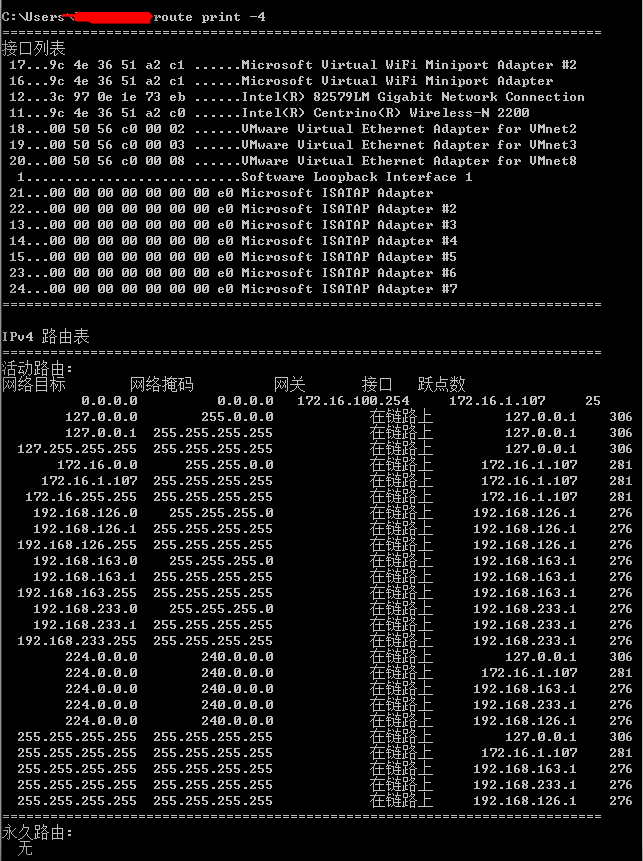 C:\Users\ route print -4
===========================================================================
接口列表
 17...9c 4e 36 51 a2 c1 ......Microsoft Virtual WiFi Miniport Adapter #2
 16...9c 4e 36 51 a2 c1 ......Microsoft Virtual WiFi Miniport Adapter
 12...3c 97 0e 1e 73 eb ......Intel(R) 82579LM Gigabit Network Connection
 11...9c 4e 36 51 a2 c0 ......Intel(R) Centrino(R) Wireless-N 2200
 18...00 50 56 c0 00 02 ......VMware Virtual Ethernet Adapter for VMnet2
 19...00 50 56 c0 00 03 ......VMware Virtual Ethernet Adapter for VMnet3
 20...00 50 56 c0 00 08 ......VMware Virtual Ethernet Adapter for VMnet8
  1...........................Software Loopback Interface 1
 21...00 00 00 00 00 00 00 e0 Microsoft ISATAP Adapter
 22...00 00 00 00 00 00 00 e0 Microsoft ISATAP Adapter #2
 13...00 00 00 00 00 00 00 e0 Microsoft ISATAP Adapter #3
 14...00 00 00 00 00 00 00 e0 Microsoft ISATAP Adapter #4
 15...00 00 00 00 00 00 00 e0 Microsoft ISATAP Adapter #5
 23...00 00 00 00 00 00 00 e0 Microsoft ISATAP Adapter #6
 24...00 00 00 00 00 00 00 e0 Microsoft ISATAP Adapter #7
===========================================================================
IPv4 路由表
===========================================================================
活动路由:
网络目标 网络掩码 网关 接口 跃点数
0.0.0.0 0.0.0.0 172.16.100.254 172.16.1.107 25
127.0.0.0 255.0.0.0 在链路上 127.0.0.1 306
127.0.0.1 255.255.255.255 在链路上 127.0.0.1 306
127.255.255.255 255.255.255.255 在链路上 127.0.0.1 306
172.16.0.0 255.255.0.0 在链路上 172.16.1.107 281
172.16.1.107 255.255.255.255 在链路上 172.16.1.107 281
172.16.255.255 255.255.255.255 在链路上 172.16.1.107 281
192.168.126.0 255.255.255.0 在链路上 192.168.126.1 276
192.168.126.1 255.255.255.255 在链路上 192.168.126.1 276
192.168.126.255 255.255.255.255 在链路上 192.168.126.1 276
192.168.163.0 255.255.255.0 在链路上 192.168.163.1 276
192.168.163.1 255.255.255.255 在链路上 192.168.163.1 276
192.168.163.255 255.255.255.255 在链路上 192.168.163.1 276
192.168.233.0 255.255.255.0 在链路上 192.168.233.1 276
192.168.233.1 255.255.255.255 在链路上 192.168.233.1 276
192.168.233.255 255.255.255.255 在链路上 192.168.233.1 276
224.0.0.0 240.0.0.0 在链路上 127.0.0.1 306
224.0.0.0 240.0.0.0 在链路上 172.16.1.107 281
224.0.0.0 240.0.0.0 在链路上 192.168.163.1 276
224.0.0.0 240.0.0.0 在链路上 192.168.233.1 276
224.0.0.0 240.0.0.0 在链路上 192.168.126.1 276
255.255.255.255 255.255.255.255 在链路上 127.0.0.1 306
255.255.255.255 255.255.255.255 在链路上 172.16.1.107 281
255.255.255.255 255.255.255.255 在链路上 192.168.163.1 276
255.255.255.255 255.255.255.255 在链路上 192.168.233.1 276
255.255.255.255 255.255.255.255 在链路上 192.168.126.1 276
===========================================================================
永久路由:
  无